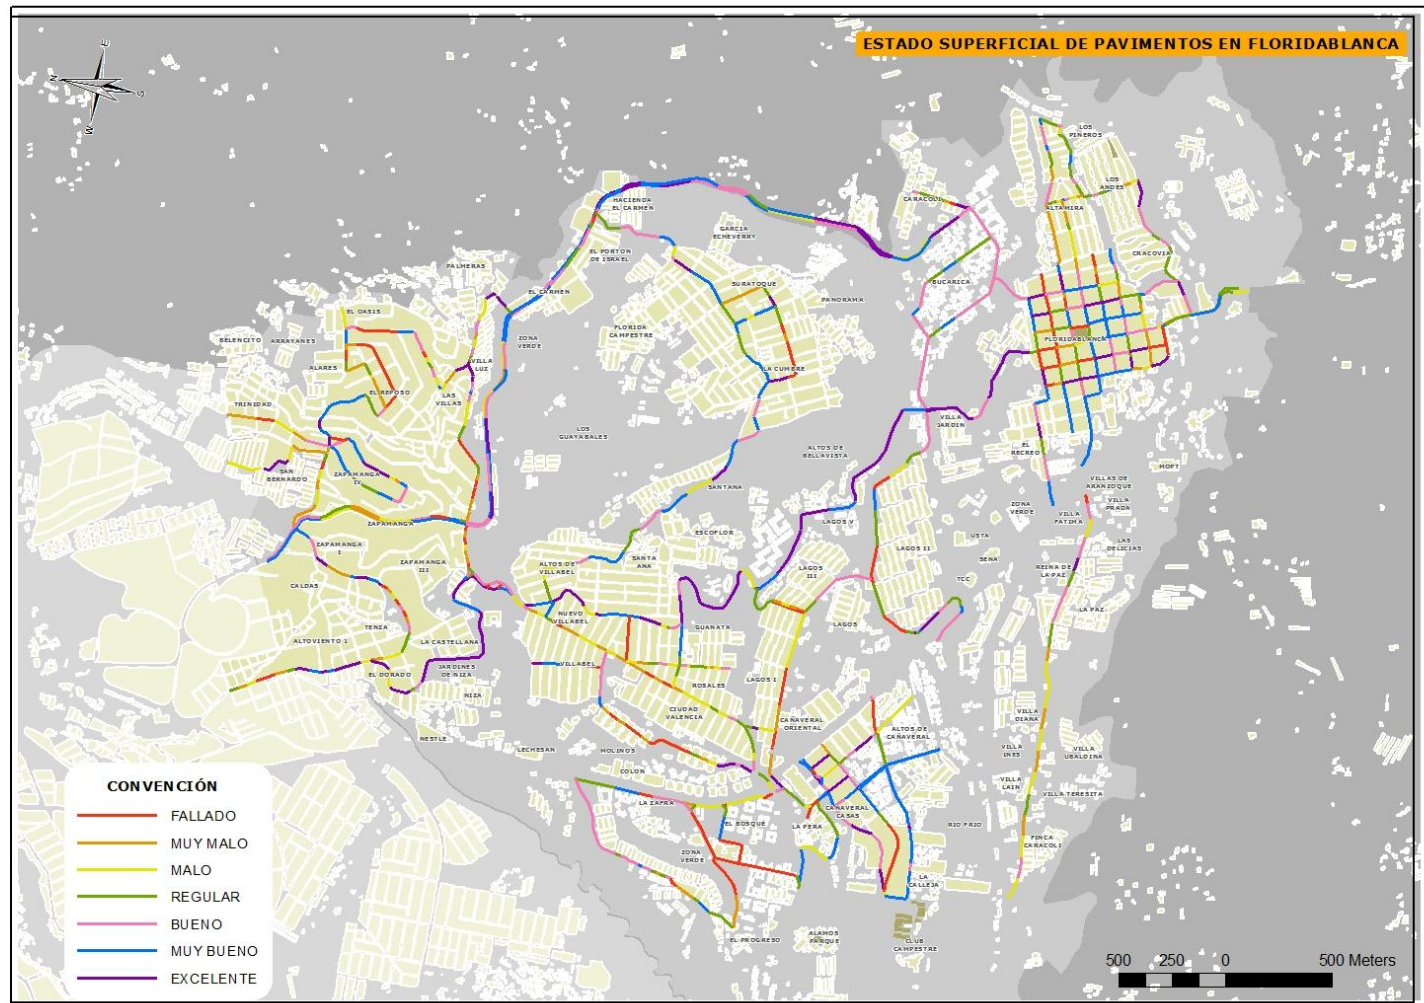 ESTADO SUPERFICIAL DE PAVIMENTOS EN FLORIDABLANCA
E
N
S
W
LOS
PINEROS
LOS
ANDES
CARACOLI
ALTAMIRA
HACIENDA
EL CARMEN
GARCIA
ECHEVERRY
CRACOVIA
EL PORTON
DE ISRAEL
PALMERAS
BUCARICA
SURATOQUE
EL CARMEN
PANORAMA
EL OASIS
FLORIDA
CAMPESTRE
ZONA
VERDE
FLORIDABLANCA
BELENCITO
ARRAYANES
VILLA
LUZ
ALARES
LA CUMBRE
EL REPOSO
LAS
VILLAS
TRINIDAD
LOS
GUAYABALES
VILLA
JARDIN
ALTOS DE
BELLAVISTA
EL
RECREO
MOPT
SAN
BERNARDO
ZAPAMANGA
IV
SANTANA
VILLAS DE
ARANZOQUE
ZONA
VERDE
VILLA
PRADA
VILLA
FATIMA
ZAPAMANGA
LAGOS V
ESCOFLOR
USTA
LAS
DELICIAS
ZAPAMANGA
I
LAGOS II
SENA
SANTA
ANA
ALTOS DE
VILLABEL
ZAPAMANGA
III
LAGOS
III
REINA DE
LA PAZ
TCC
CALDAS
LA PAZ
NUEVO
VILLABEL
TENZA
GUANATA
LAGOS
ALTOVIENTO 1
LA CASTELLANA
VILLABEL
JARDINES
DE NIZA
EL DORADO
LAGOS I
ROSALES
NIZA
CIUDAD
VALENCIA
VILLA
DIANA
CAÑAVERAL
ORIENTAL
ALTOS DE
CAÑAVERAL
NESTLE
LECHESAN
MOLINOS
VILLA
INES
VILLA
UBALDINA
COLON
VILLA
LAIN
VILLA TERESITA
LA ZAFRA
CAÑAVERAL
CASAS
EL BOSQUE
LA PERA
RIO FRIO
FINCA
CARACOLI
ZONA
VERDE
LA
CALLEJA
EL PROGRESO
ALAMOS
PARQUE
CLUB
CAMPESTRE
CONVENCIÓN
FALLADO
MUY MALO
MALO
REGULAR
BUENO
MUY BUENO
EXCELENTE
500 250 0 500 Meters